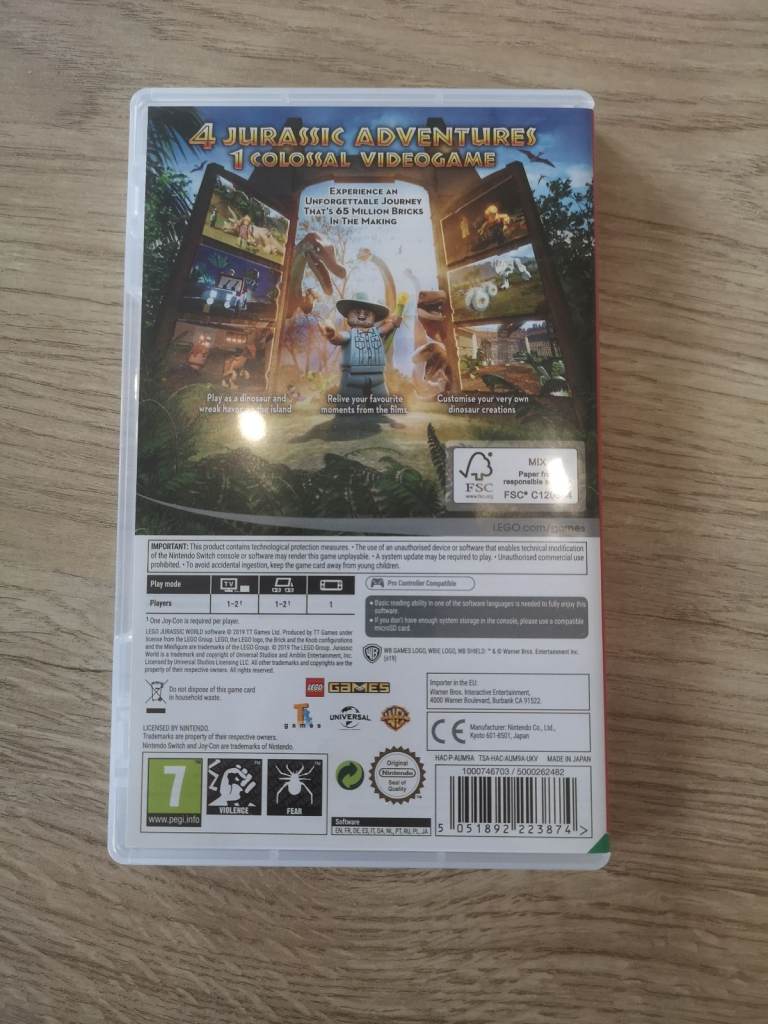 4 JURASSIC ADVENTURES
1 COLOSSAL VIDEOGAME
EXPERIENCE AN
UNFORGETTABLE JOURNEY
THAT'S 65 MILLION BRICKS
IN THE MAKING
Play as a dinosaur and
wreak havoc on the island
Relive your favourite
moments from the films
Customise your very own
dinosaur creations
FSC
www.fsc.org
MIX
Paper
responsible
FSC®
LEGO.com/games
IMPORTANT: This product contains technological protection measures. • The use of an unauthorised device or software that enables technical modification
of the Nintendo Switch console or software may render this game unplayable. • A system update may be required to play. • Unauthorised commercial use
prohibited. • To avoid accidental ingestion, keep the game card away from young children.
Play mode
TV
Players 1-2¹ 1-2¹ 1
¹ One Joy-Con is required per player.
Pro Controller Compatible
• Basic reading ability in one of the software languages is needed to fully enjoy this
software.
• If you don't have enough system storage in the console, please use a compatible
microSD card.
LEGO JURASSIC WORLD software © 2019 TT Games Ltd. Produced by TT Games under
license from the LEGO Group. LEGO, the LEGO logo, the Brick and the Knob configurations
and the Minifigure are trademarks of the LEGO Group. © 2019 The LEGO Group. Jurassic
World is a trademark and copyright of Universal Studios and Amblin Entertainment, Inc.
Licensed by Universal Studios Licensing LLC. All other trademarks and copyrights are the
property of their respective owners. All rights reserved.
WB GAMES LOGO, WBIE LOGO, WB SHIELD: ™ & © Warner Bros. Entertainment Inc.
(s19)
Do not dispose of this game card
in household waste.
LEGO GAMES
TT games
UNIVERSAL
Importer in the EU:
Warner Bros. Interactive Entertainment,
4000 Warner Boulevard, Burbank CA 91522.
CE
Manufacturer: Nintendo Co., Ltd.,
Kyoto 601-8501, Japan
LICENSED BY NINTENDO.
Trademarks are property of their respective owners.
Nintendo Switch and Joy-Con are trademarks of Nintendo.
HAC-P-AUM9A TSA-HAC-AUM9A-UKV MADE IN JAPAN
7
www.pegi.info
VIOLENCE
FEAR
Original
Nintendo
Seal of
Quality
Software
EN, FR, DE, ES, IT, DA, NL, PT, RU, PL, JA
1000746703 / 5000262482
5 051892 223874 >